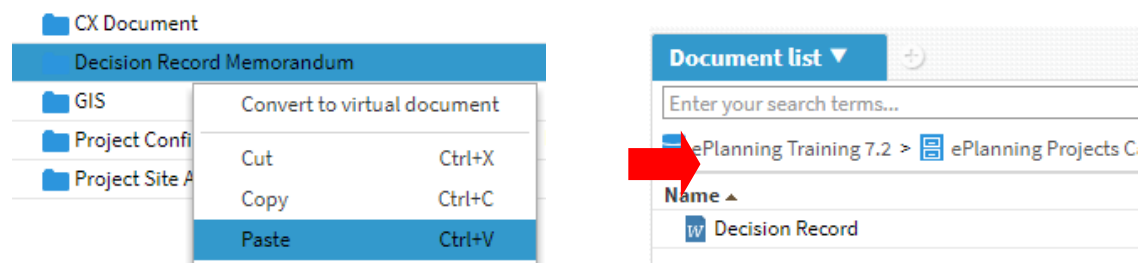 CX Document
Decision Record Memorandum
GIS
Convert to virtual document
Project Confi
Cut Ctrl+X
Project Site A
Copy Ctrl+C
Paste Ctrl+V
Document list ▼
Enter your search terms...
ePlanning Training 7.2 > ePlanning Projects Ca
Name
W Decision Record